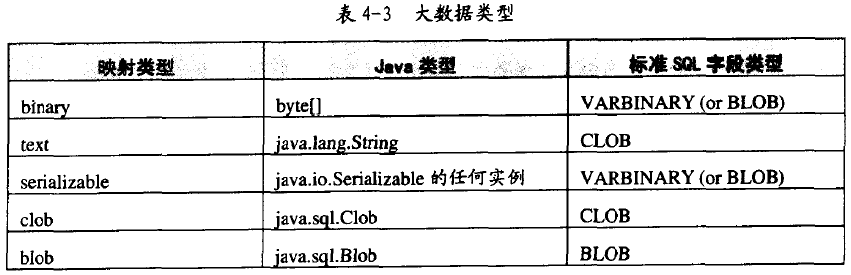 表 4-3 大数据类型
映射类型 Java 类型 标准 SQL 字段类型
binary byte[] VARBINARY (or BLOB)
text java.lang.String CLOB
serializable java.io.Serializable 的任何实例 VARBINARY (or BLOB)
clob java.sql.Clob CLOB
blob java.sql.Blob BLOB